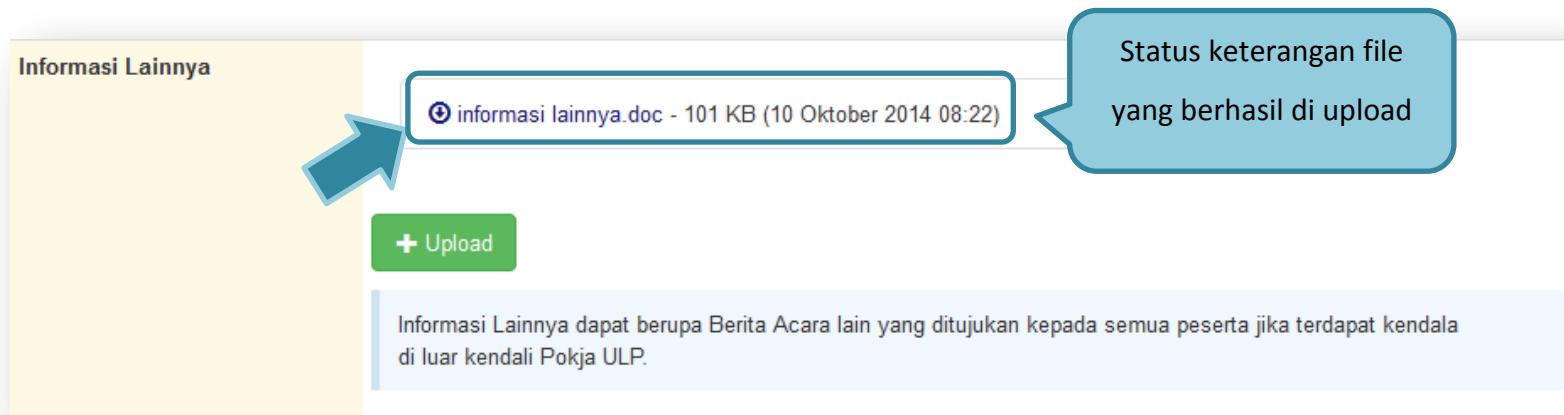 Informasi Lainnya
informasi lainnya.doc - 101 KB (10 Oktober 2014 08:22)
Status keterangan file
yang berhasil di upload
+ Upload
Informasi Lainnya dapat berupa Berita Acara lain yang ditujukan kepada semua peserta jika terdapat kendala
di luar kendali Pokja ULP.